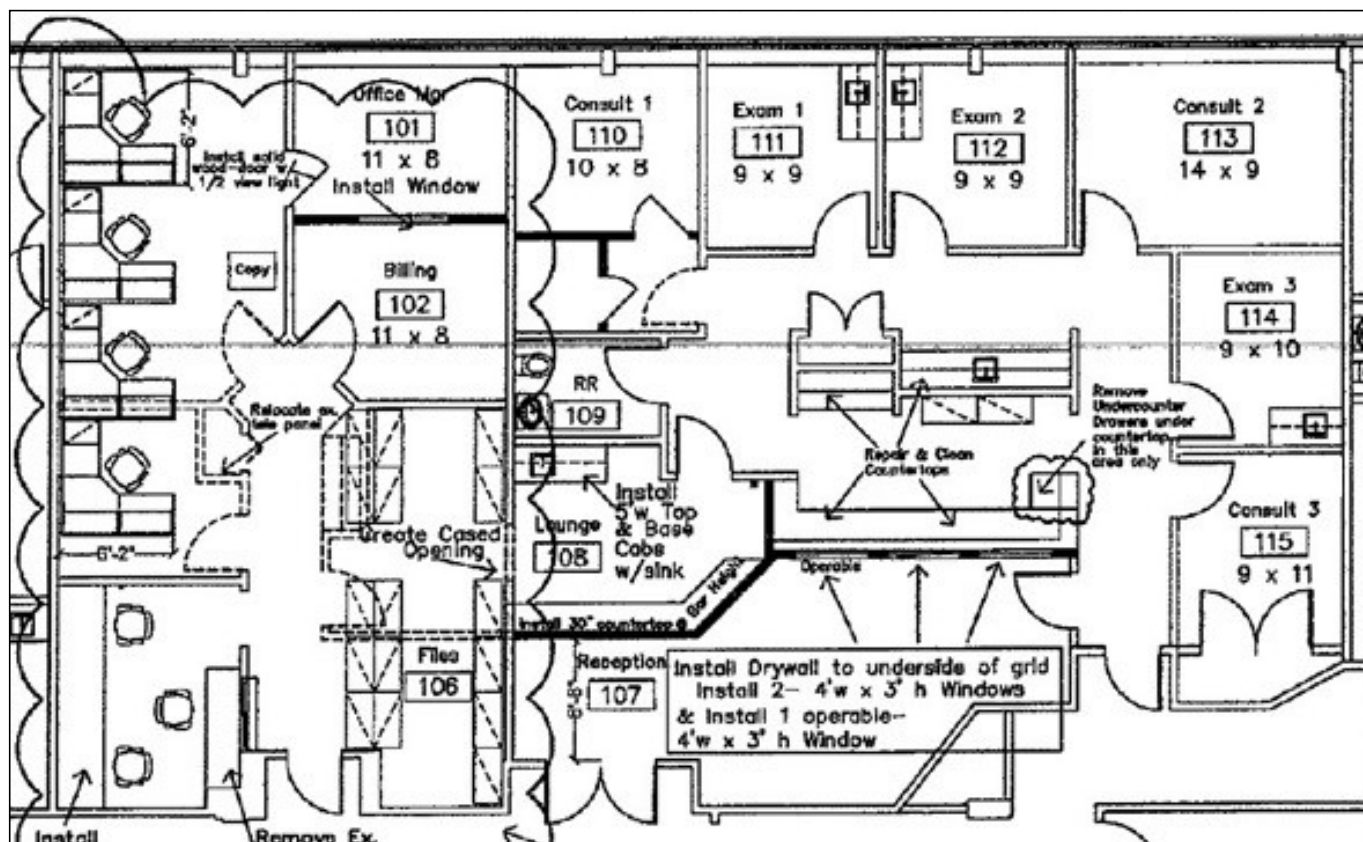 Office Mgr
101
11 x 8
Install solid
wood-door w/
1/2 view light
6'-2"
Install Window
Copy
Billing
102
11 x 8
Consult 1
110
10 x 8
Exam 1
111
9 x 9
Exam 2
112
9 x 9
Consult 2
113
14 x 9
Exam 3
114
9 x 10
RR
109
Relocate ex.
tele panel
Repair & Clean
Countertops
Remove
Undercounter
Drawers under
countertop
in this
area only
Create Cased
Opening
Lounge
108
Install
5'w Top
& Base
Cabs
w/sink
Bar Height
Install 30" countertop @
Operable
Consult 3
115
9 x 11
6'-2"
Files
106
Reception
107
6'-8"
Install Drywall to underside of grid
Install 2- 4'w x 3' h Windows
& Install 1 operable-
4'w x 3' h Window
Install
Remove Ex.